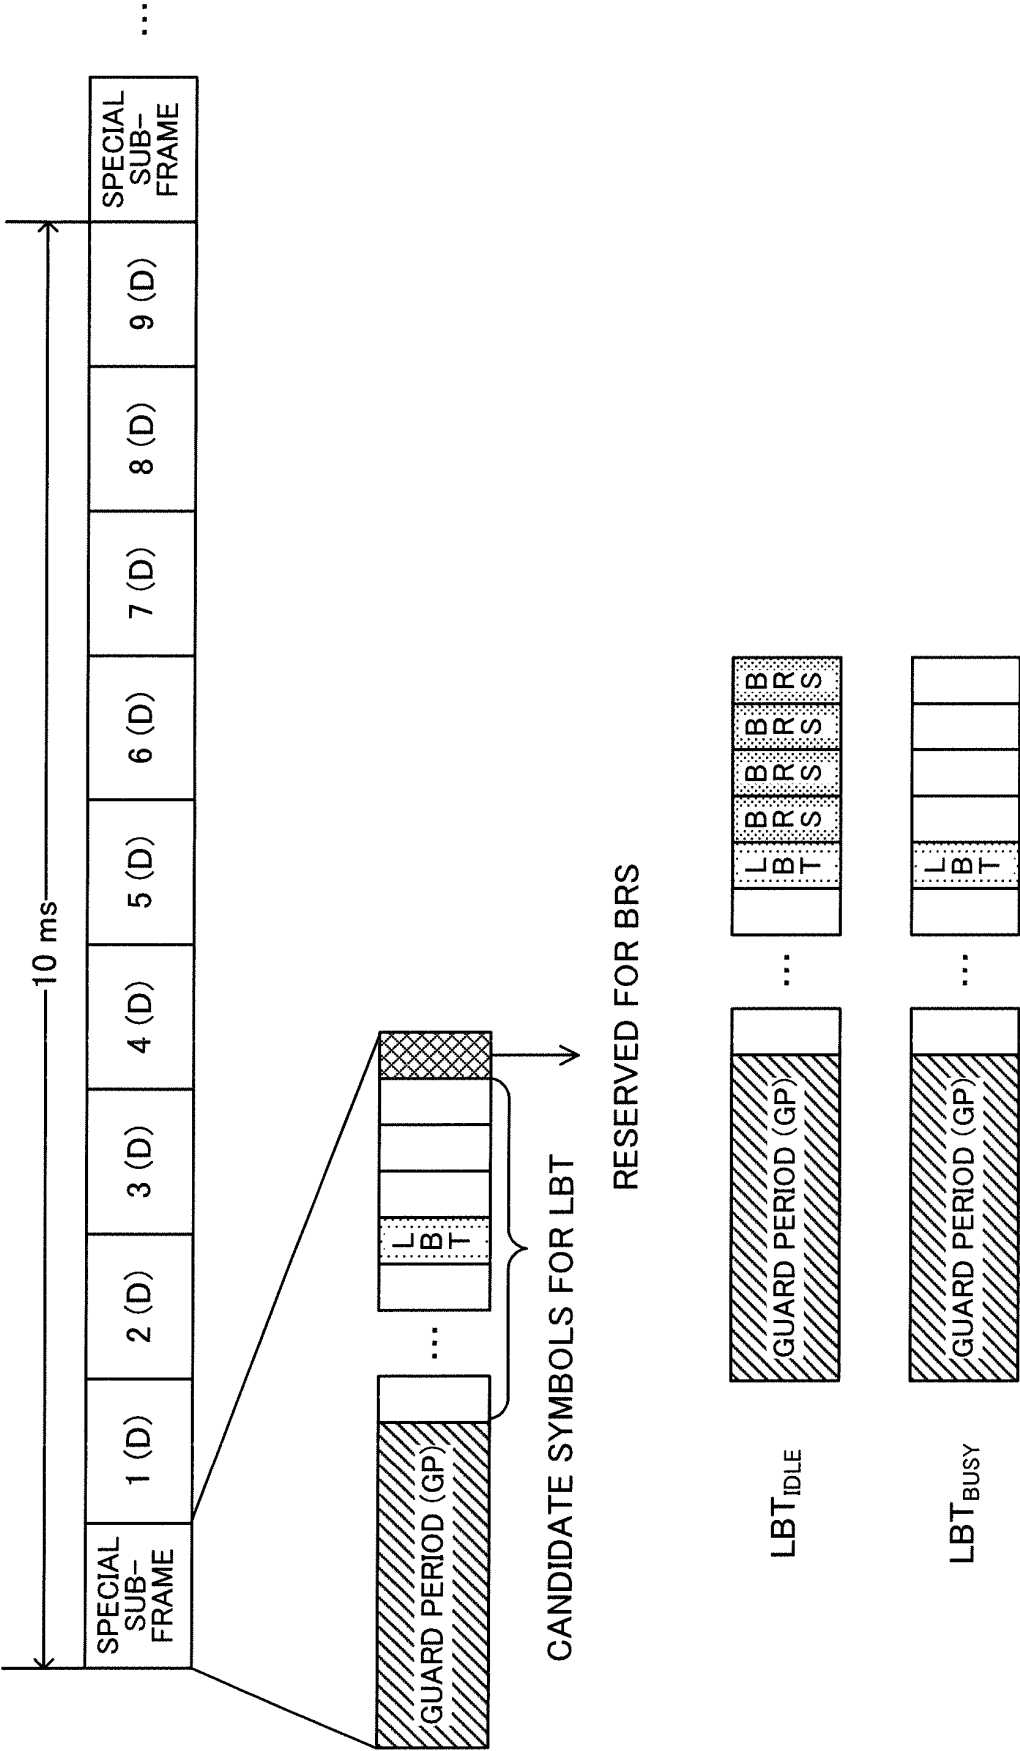 10 ms
SPECIAL
SUB-
FRAME
1 (D)
2 (D)
3 (D)
4 (D)
5 (D)
6 (D)
7 (D)
8 (D)
9 (D)
SPECIAL
SUB-
FRAME
...
GUARD PERIOD (GP)
...
LBT
CANDIDATE SYMBOLS FOR LBT
RESERVED FOR BRS
LBT_IDLE
GUARD PERIOD (GP)
...
LBT
BRS
BRS
BRS
BRS
LBT_BUSY
GUARD PERIOD (GP)
...
LBT